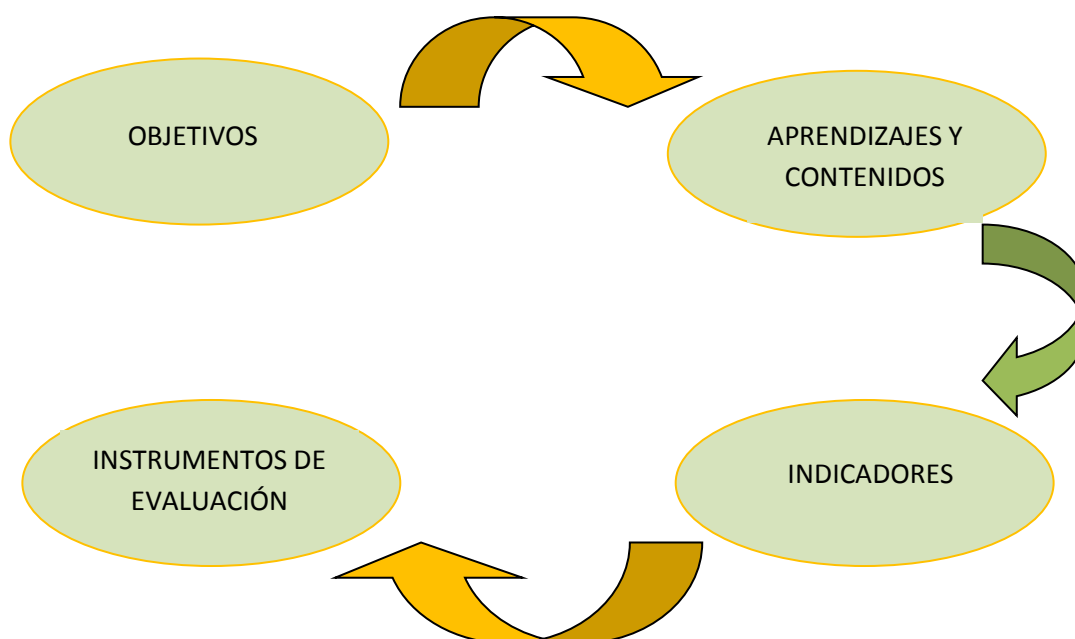 OBJETIVOS
APRENDIZAJES Y
CONTENIDOS
INSTRUMENTOS DE
EVALUACIÓN
INDICADORES